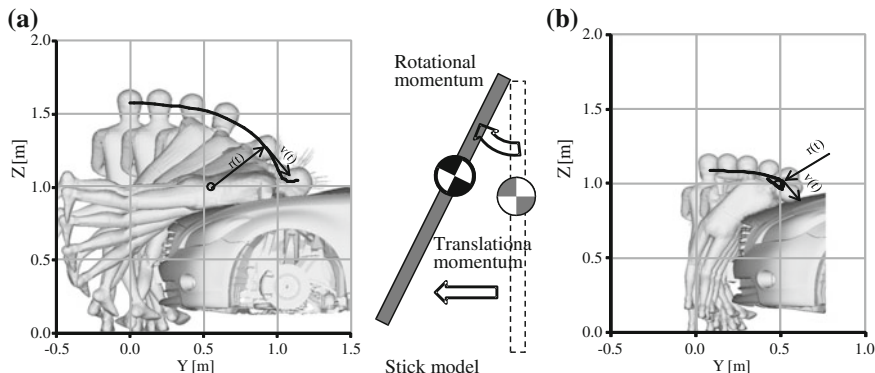 (a)
2.0
1.5
1.0
0.5
0.0
Z [m]
r(t)
v(t)
-0.5
0.0
0.5
1.0
1.5
Y [m]
Rotational
momentum
Translationa
momentum
Stick model
(b)
2.0
1.5
1.0
0.5
0.0
Z [m]
r(t)
v(t)
-0.5
0.0
0.5
1.0
Y [m]